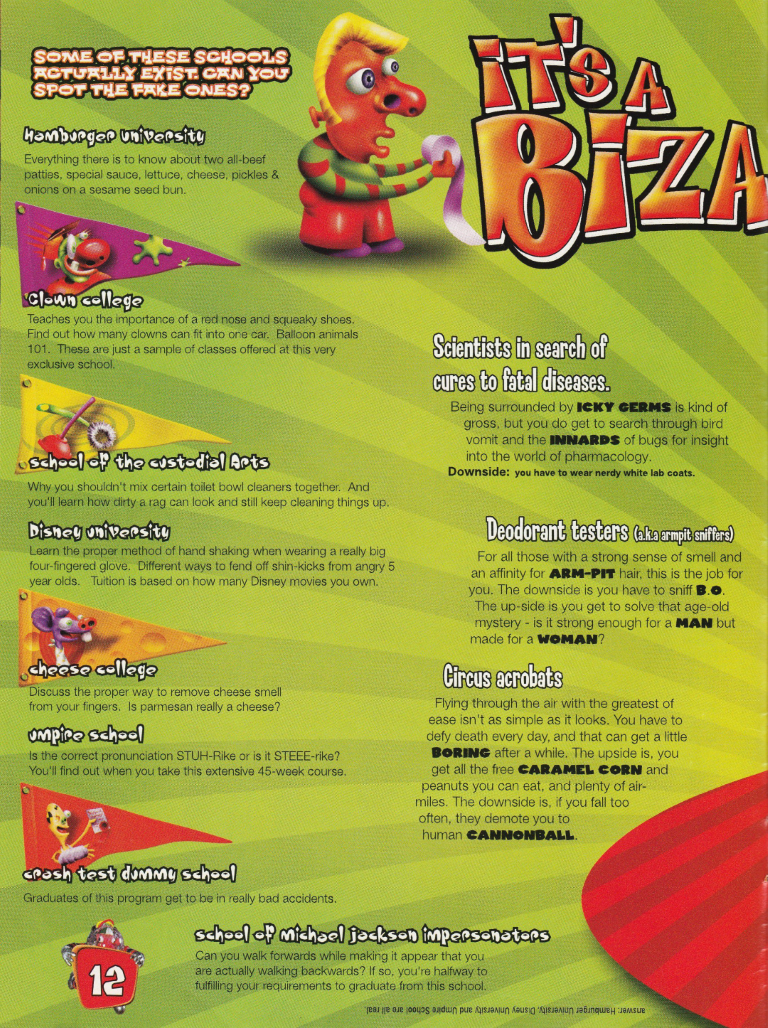 SOME OF THESE SCHOOLS
ACTUALLY EXIST. CAN YOU
SPOT THE FAKE ONES?
Hamburger University
Everything there is to know about two all-beef
patties, special sauce, lettuce, cheese, pickles &
onions on a sesame seed bun.
Clown college
Teaches you the importance of a red nose and squeaky shoes.
Find out how many clowns can fit into one car. Balloon animals
101. These are just a sample of classes offered at this very
exclusive school.
school of the custodial Arts
Why you shouldn't mix certain toilet bowl cleaners together. And
you'll learn how dirty a rag can look and still keep cleaning things up.
Disney university
Learn the proper method of hand shaking when wearing a really big
four-fingered glove. Different ways to fend off shin-kicks from angry 5
year olds. Tuition is based on how many Disney movies you own.
cheese college
Discuss the proper way to remove cheese smell
from your fingers. Is parmesan really a cheese?
umpire school
Is the correct pronunciation STUH-Rike or is it STEEE-rike?
You'll find out when you take this extensive 45-week course.
crash test dummy school
Graduates of this program get to be in really bad accidents.
school of Michael Jackson impersonators
Can you walk forwards while making it appear that you
are actually walking backwards? If so, you're halfway to
fulfilling your requirements to graduate from this school.
answer: Hamburger University, Disney University and Umpire School are all real.
12
IT'S A
BIZA
Scientists in search of
cures to fatal diseases.
Being surrounded by ICKY GERMS is kind of
gross, but you do get to search through bird
vomit and the INNARDS of bugs for insight
into the world of pharmacology.
Downside: you have to wear nerdy white lab coats.
Deodorant testers (a.k.a armpit sniffers)
For all those with a strong sense of smell and
an affinity for ARM-PIT hair, this is the job for
you. The downside is you have to sniff B.O.
The up-side is you get to solve that age-old
mystery - is it strong enough for a MAN but
made for a WOMAN?
Circus acrobats
Flying through the air with the greatest of
ease isn't as simple as it looks. You have to
defy death every day, and that can get a little
BORING after a while. The upside is, you
get all the free CARAMEL CORN and
peanuts you can eat, and plenty of air-
miles. The downside is, if you fall too
often, they demote you to
human CANNONBALL.